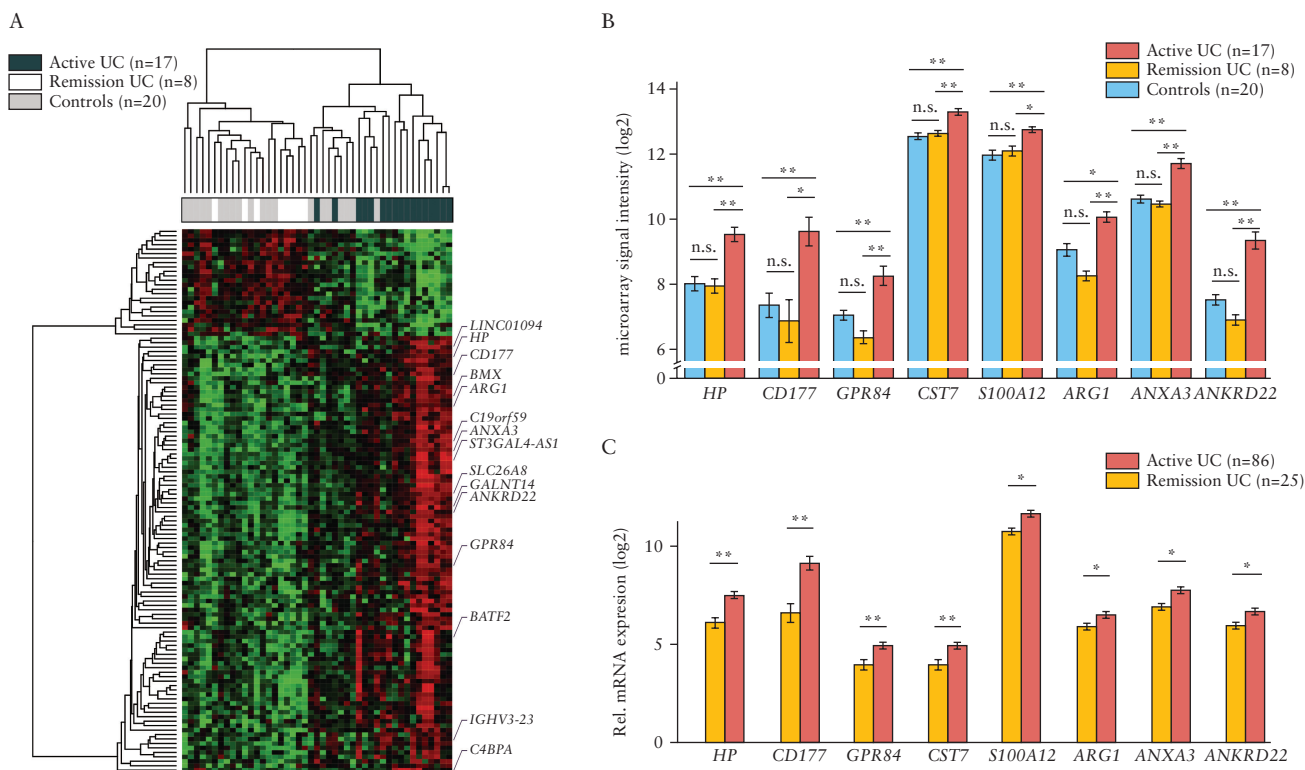 A
Active UC (n=17)
Remission UC (n=8)
Controls (n=20)
LINC01094
HP
CD177
BMX
ARG1
C19orf59
ANXA3
ST3GAL4-AS1
SLC26A8
GALNT14
ANKRD22
GPR84
BATF2
IGHV3-23
C4BPA
B
Active UC (n=17)
Remission UC (n=8)
Controls (n=20)
microarray signal intensity (log2)
14
12
10
8
6
0
** ** n.s.
** * n.s.
** ** n.s.
** ** n.s.
** * n.s.
* ** n.s.
** ** n.s.
** ** n.s.
HP CD177 GPR84 CST7 S100A12 ARG1 ANXA3 ANKRD22
C
Active UC (n=86)
Remission UC (n=25)
Rel. mRNA expresion (log2)
10
5
0
** ** ** ** * * * *
HP CD177 GPR84 CST7 S100A12 ARG1 ANXA3 ANKRD22